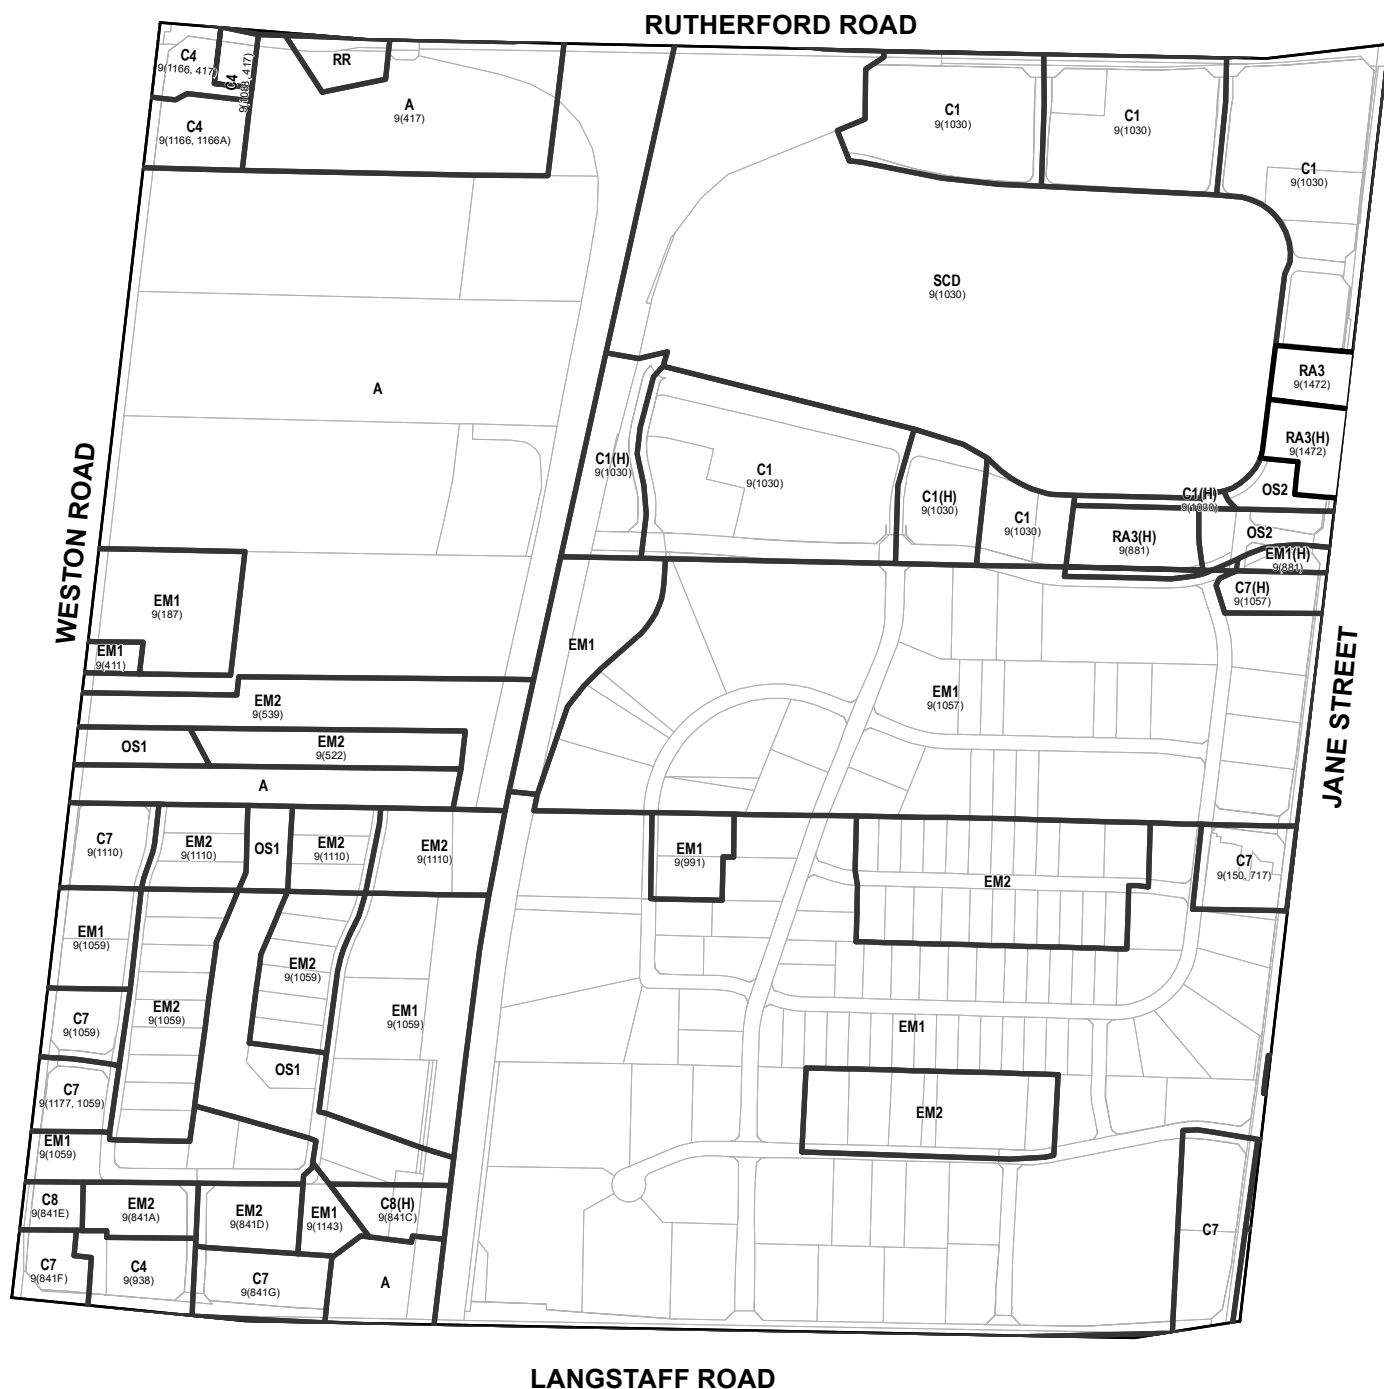 RUTHERFORD ROAD
C4
9(1166, 417)
C4
9(1088, 417)
RR
A
9(417)
C4
9(1166, 1166A)
C1
9(1030)
C1
9(1030)
C1
9(1030)
SCD
9(1030)
A
RA3
9(1472)
RA3(H)
9(1472)
C1(H)
9(1030)
C1
9(1030)
C1(H)
9(1030)
C1
9(1030)
C1(H)
9(1030)
OS2
RA3(H)
9(881)
OS2
EM1(H)
9(881)
C7(H)
9(1057)
WESTON ROAD
EM1
9(187)
EM1
9(411)
EM1
EM1
9(1057)
JANE STREET
EM2
9(539)
OS1
EM2
9(522)
A
C7
9(1110)
EM2
9(1110)
OS1
EM2
9(1110)
EM2
9(1110)
EM1
9(991)
EM2
C7
9(150, 717)
EM1
9(1059)
EM2
9(1059)
EM2
9(1059)
EM1
9(1059)
C7
9(1059)
EM1
OS1
C7
9(1177, 1059)
EM2
EM1
9(1059)
C8
9(841E)
EM2
9(841A)
EM2
9(841D)
EM1
9(1143)
C8(H)
9(841C)
C7
C7
9(841F)
C4
9(938)
C7
9(841G)
A
LANGSTAFF ROAD